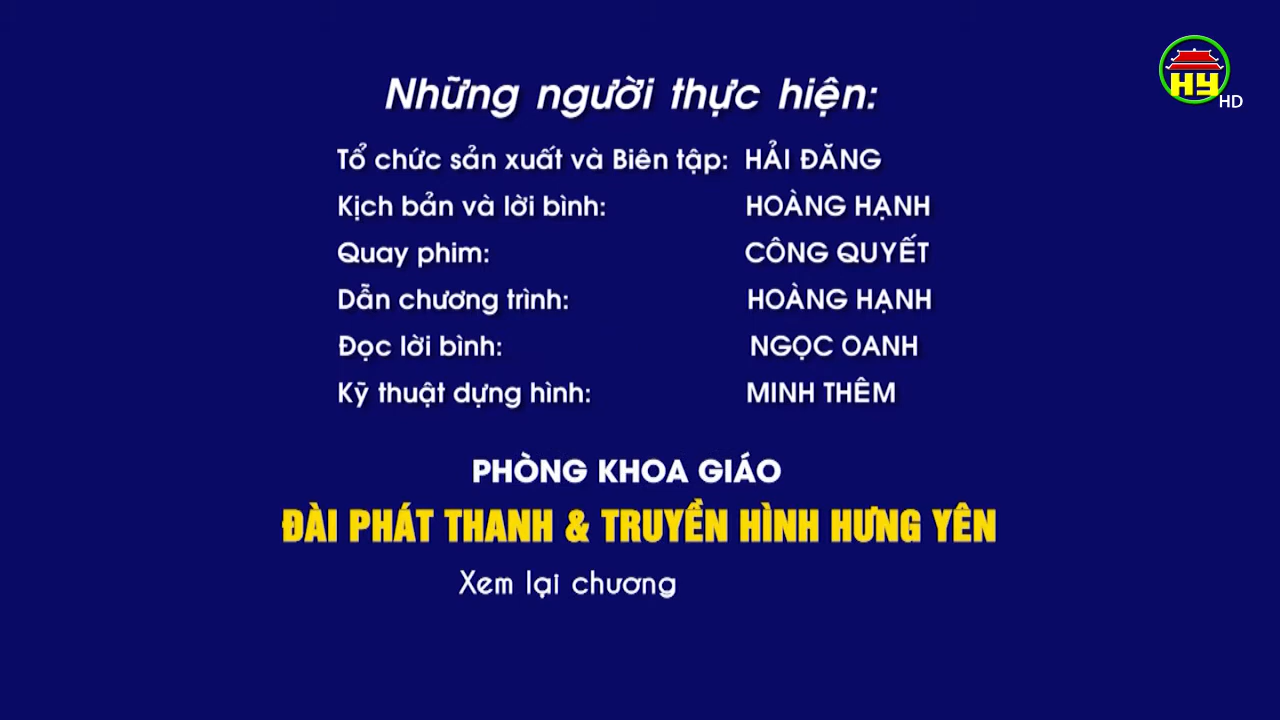 HY HD
Những người thực hiện:
Tổ chức sản xuất và Biên tập: HẢI ĐĂNG
Kịch bản và lời bình: HOÀNG HẠNH
Quay phim: CÔNG QUYẾT
Dẫn chương trình: HOÀNG HẠNH
Đọc lời bình: NGỌC OANH
Kỹ thuật dựng hình: MINH THÊM
PHÒNG KHOA GIÁO
ĐÀI PHÁT THANH & TRUYỀN HÌNH HƯNG YÊN
Xem lại chương